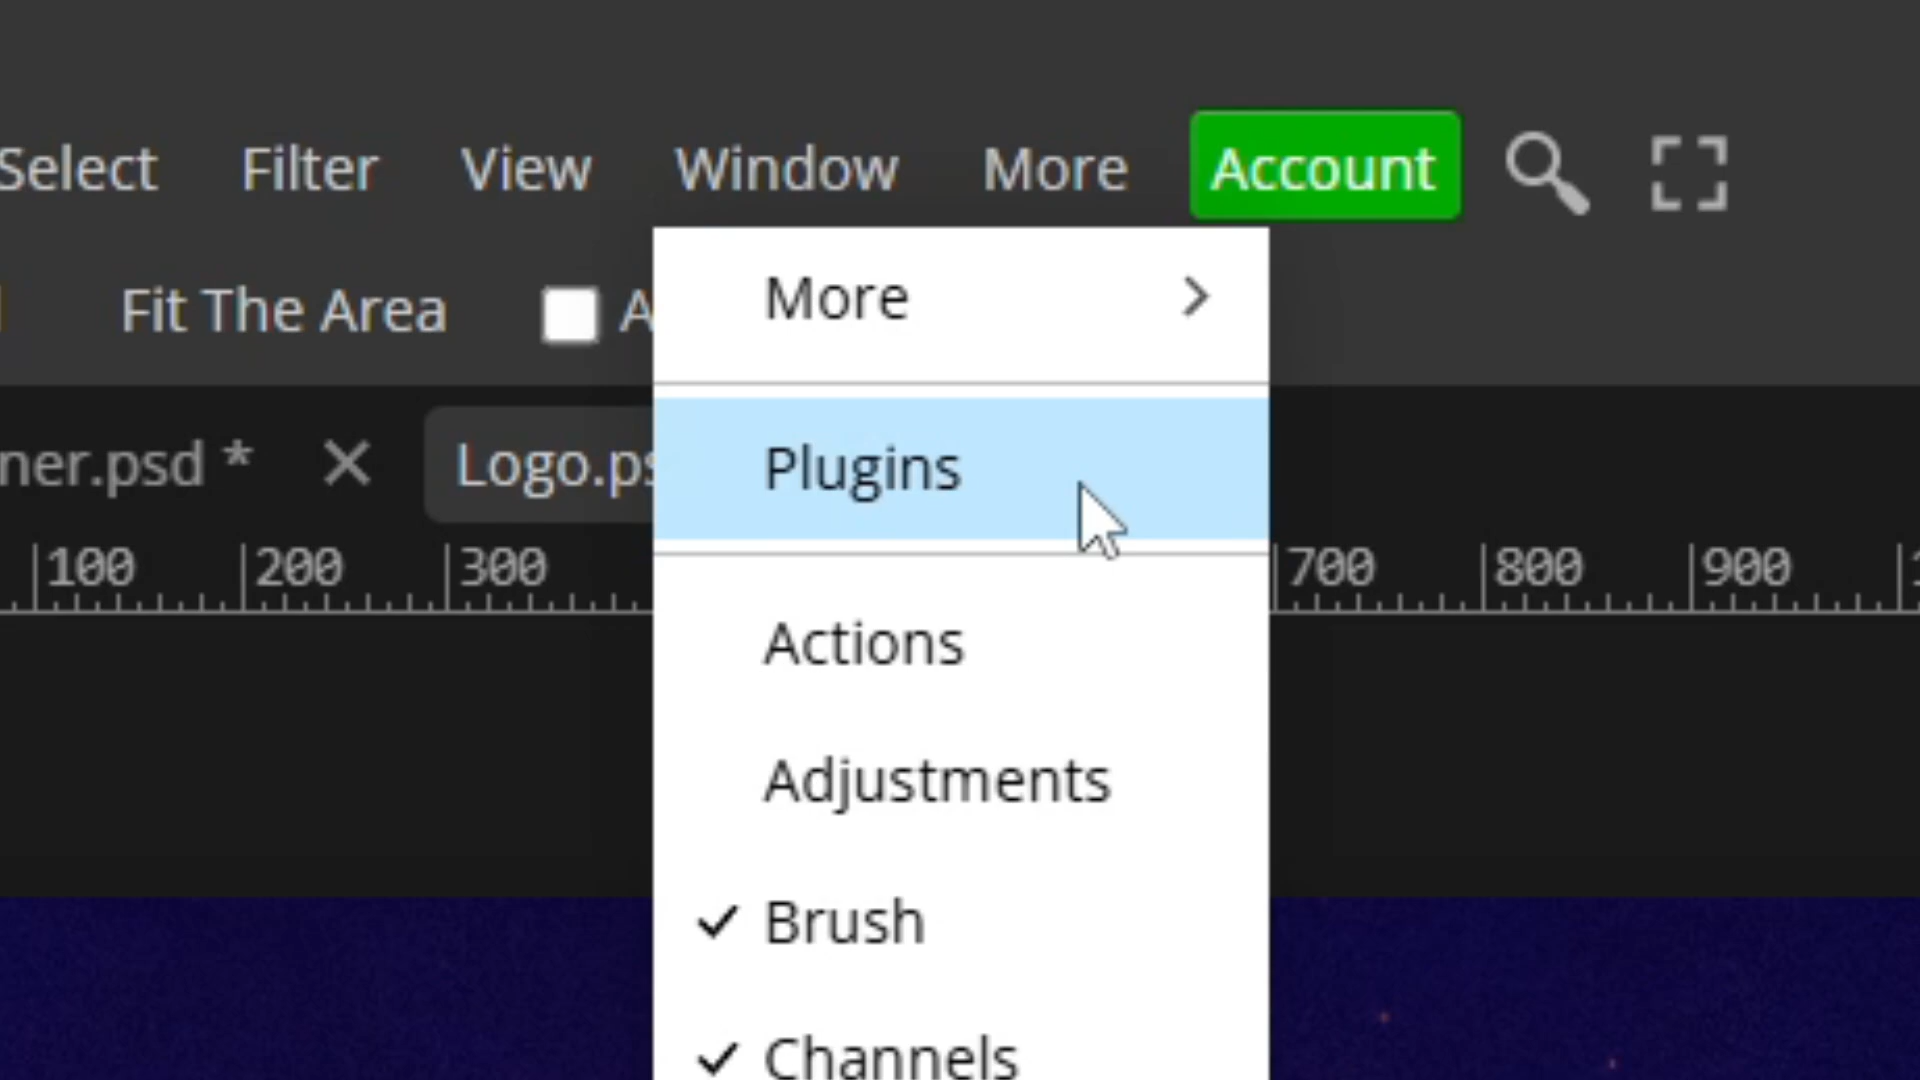 Select Filter View Window More Account
Fit The Area A
More
ner.psd * Logo.ps
Plugins
100 200 300 700 800 900
Actions
Adjustments
Brush
Channels